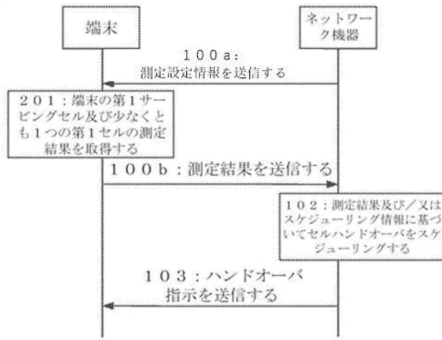 端末
ネットワー
ク機器
100a:
測定設定情報を送信する
201:端末の第1サー
ビングセル及び少なくと
も1つの第1セルの測定
結果を取得する
100b:測定結果を送信する
102:測定結果及び/又は
スケジューリング情報に基づ
いてセルハンドオーバをスケ
ジューリングする
103:ハンドオーバ
指示を送信する